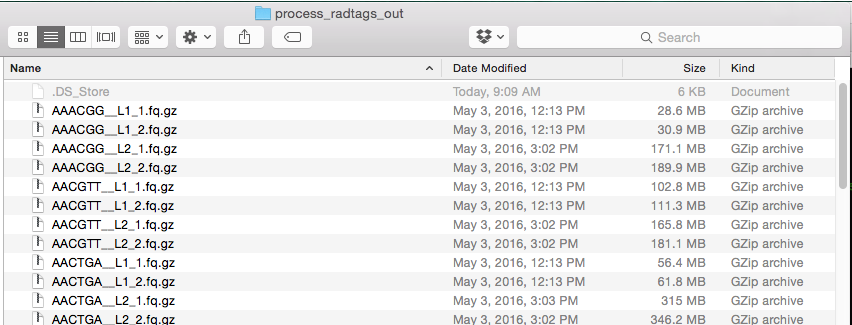 process_radtags_out
Search
Name Date Modified Size Kind
.DS_Store Today, 9:09 AM 6 KB Document
AAACGG__L1_1.fq.gz May 3, 2016, 12:13 PM 28.6 MB GZip archive
AAACGG__L1_2.fq.gz May 3, 2016, 12:13 PM 30.9 MB GZip archive
AAACGG__L2_1.fq.gz May 3, 2016, 3:02 PM 171.1 MB GZip archive
AAACGG__L2_2.fq.gz May 3, 2016, 3:02 PM 189.9 MB GZip archive
AACGTT__L1_1.fq.gz May 3, 2016, 12:13 PM 102.8 MB GZip archive
AACGTT__L1_2.fq.gz May 3, 2016, 12:13 PM 111.3 MB GZip archive
AACGTT__L2_1.fq.gz May 3, 2016, 3:02 PM 165.8 MB GZip archive
AACGTT__L2_2.fq.gz May 3, 2016, 3:02 PM 181.1 MB GZip archive
AACTGA__L1_1.fq.gz May 3, 2016, 12:13 PM 56.4 MB GZip archive
AACTGA__L1_2.fq.gz May 3, 2016, 12:13 PM 61.8 MB GZip archive
AACTGA__L2_1.fq.gz May 3, 2016, 3:03 PM 315 MB GZip archive
AACTGA__L2_2.fq.gz May 3, 2016, 3:02 PM 346.2 MB GZip archive